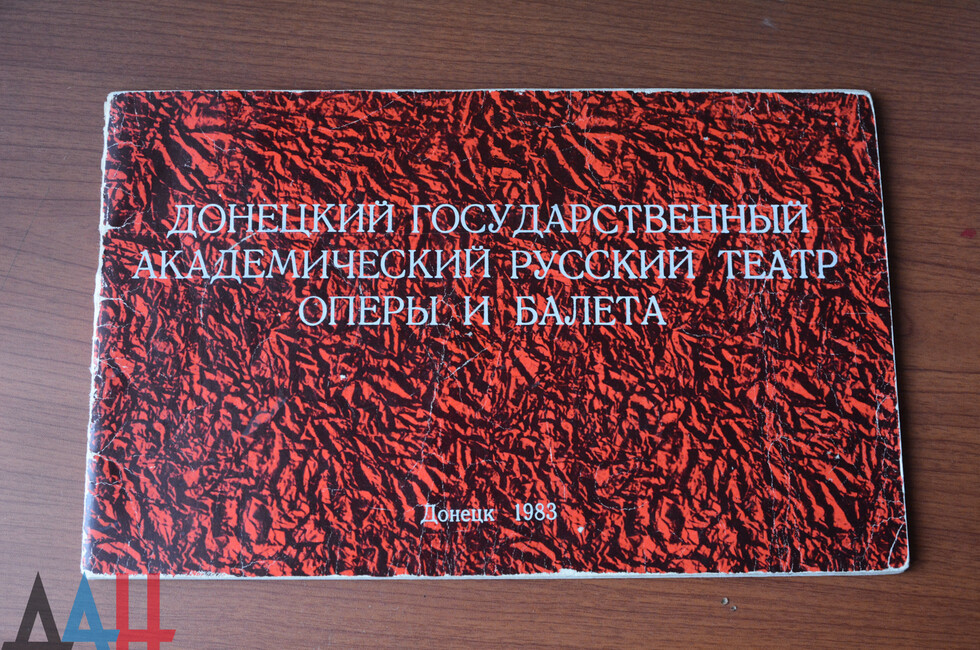 ДОНЕЦКИЙ ГОСУДАРСТВЕННЫЙ
АКАДЕМИЧЕСКИЙ РУССКИЙ ТЕАТР
ОПЕРЫ И БАЛЕТА
Донецк 1983
ДАН